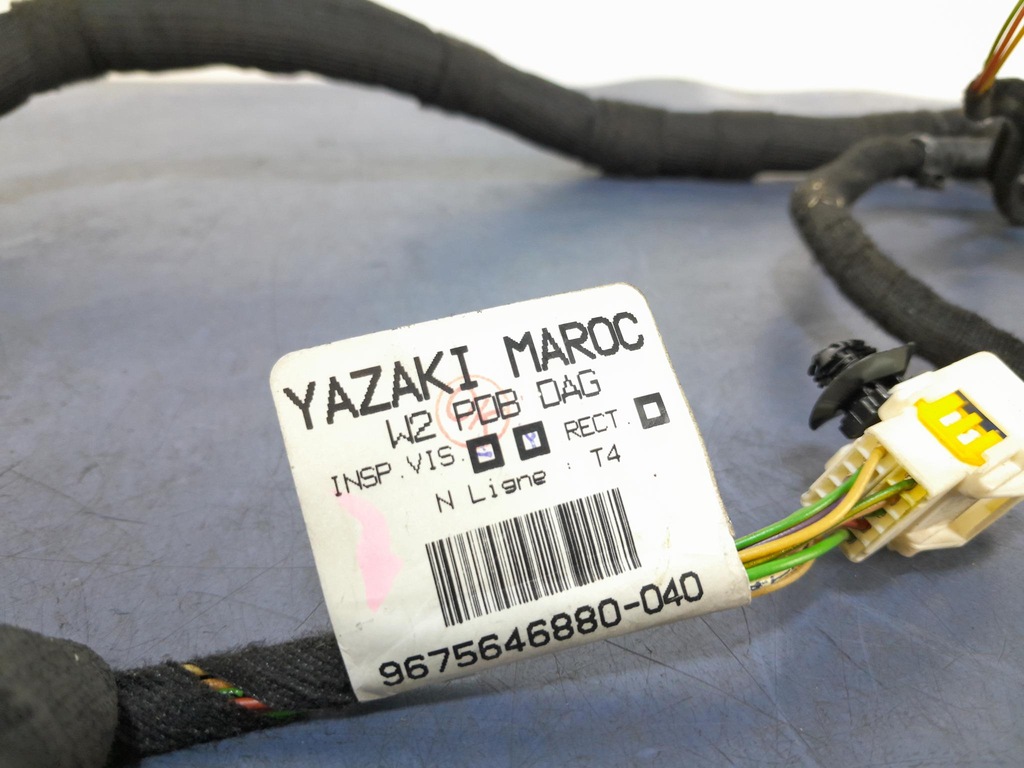 YAZAKI MAROC
W2 PDB DAG
INSP.VIS. RECT.
N Ligne : T4
9675646880-040